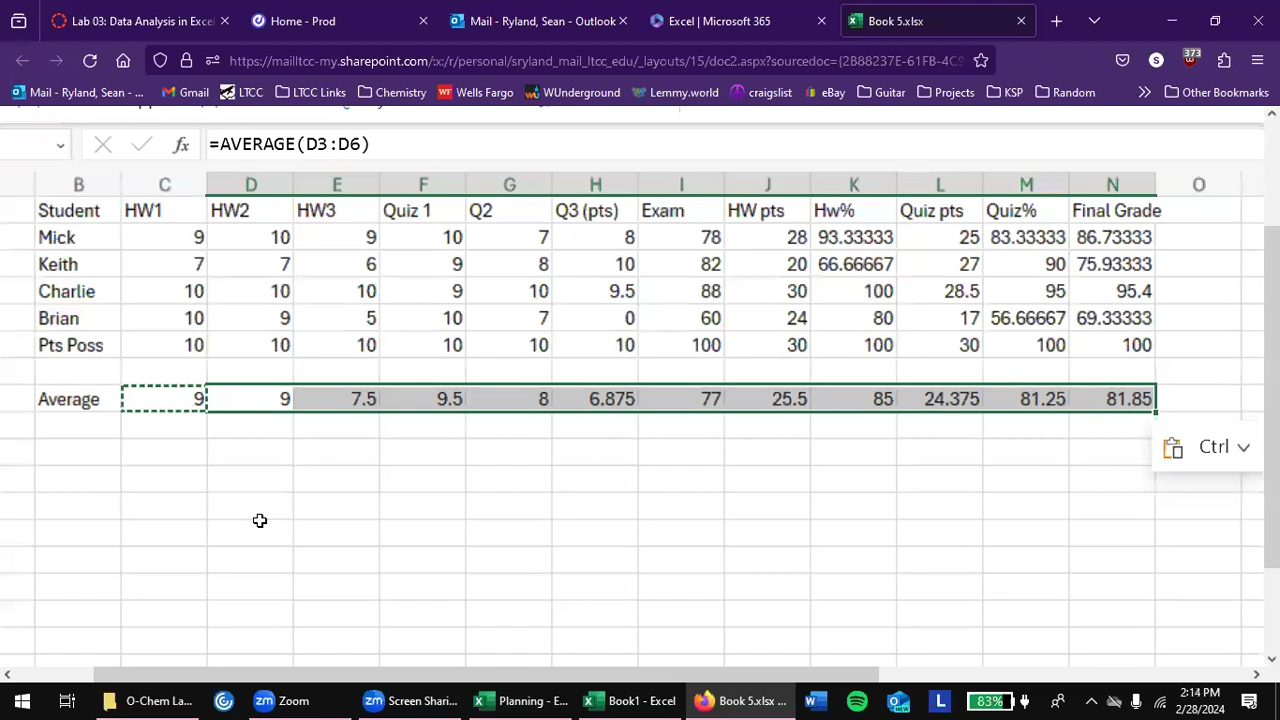 Lab 03: Data Analysis in Excel
Home - Prod
Mail - Ryland, Sean - Outlook
Excel | Microsoft 365
Book 5.xlsx
https://mailltcc-my.sharepoint.com/:x:/r/personal/sryland_mail_ltcc_edu/_layouts/15/doc2.aspx?sourcedoc={2B88237E-61FB-4C9
S
373
Mail - Ryland, Sean - ...
Gmail
LTCC
LTCC Links
Chemistry
WF Wells Fargo
WUnderground
Lemmy.world
craigslist
eBay
Guitar
Projects
KSP
Random
Other Bookmarks
fx =AVERAGE(D3:D6)
B C D E F G H I J K L M N O
Student HW1 HW2 HW3 Quiz 1 Q2 Q3 (pts) Exam HW pts Hw% Quiz pts Quiz% Final Grade
Mick 9 10 9 10 7 8 78 28 93.33333 25 83.33333 86.73333
Keith 7 7 6 9 8 10 82 20 66.66667 27 90 75.93333
Charlie 10 10 10 9 10 9.5 88 30 100 28.5 95 95.4
Brian 10 9 5 10 7 0 60 24 80 17 56.66667 69.33333
Pts Poss 10 10 10 10 10 10 100 30 100 30 100 100
Average 9 9 7.5 9.5 8 6.875 77 25.5 85 24.375 81.25 81.85
Ctrl
O-Chem La...
zm Zoom
zm Screen Shari...
Planning - E...
Book1 - Excel
Book 5.xlsx ...
L
83%
2:14 PM
2/28/2024